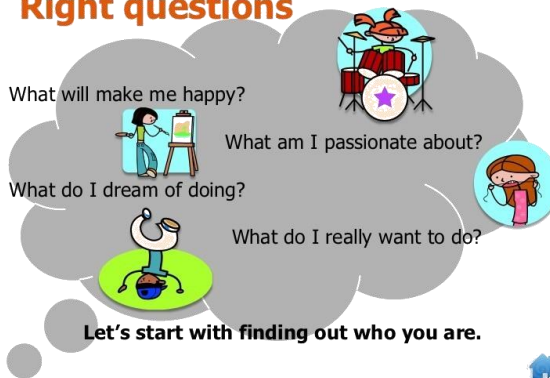 Right questions
What will make me happy?
What am I passionate about?
What do I dream of doing?
What do I really want to do?
Let’s start with finding out who you are.